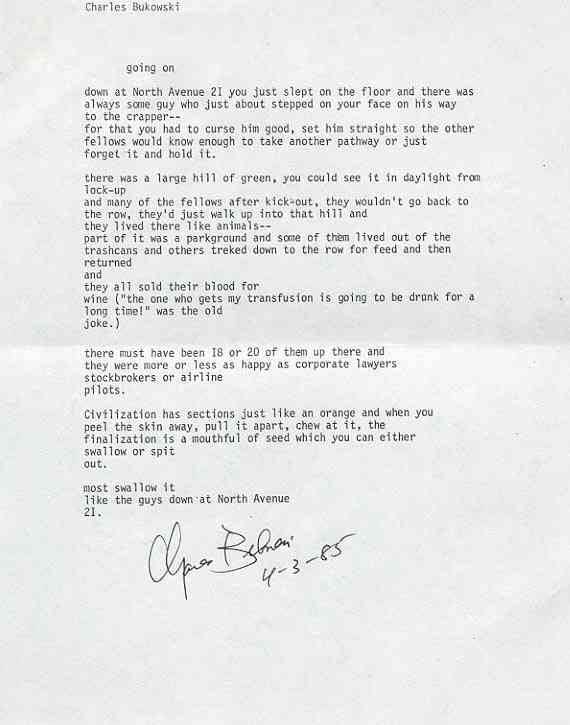 Charles Bukowski
going on
down at North Avenue 2I you just slept on the floor and there was
always some guy who just about stepped on your face on his way
to the crapper--
for that you had to curse him good, set him straight so the other
fellows would know enough to take another pathway or just
forget it and hold it.
there was a large hill of green, you could see it in daylight from
lock-up
and many of the fellows after kick-out, they wouldn't go back to
the row, they'd just walk up into that hill and
they lived there like animals--
part of it was a parkground and some of them lived out of the
trashcans and others treked down to the row for feed and then
returned
and
they all sold their blood for
wine ("the one who gets my transfusion is going to be drunk for a
long time!" was the old
joke.)
there must have been I8 or 20 of them up there and
they were more or less as happy as corporate lawyers
stockbrokers or airline
pilots.
Civilization has sections just like an orange and when you
peel the skin away, pull it apart, chew at it, the
finalization is a mouthful of seed which you can either
swallow or spit
out.
most swallow it
like the guys down at North Avenue
2I.
4-3-85